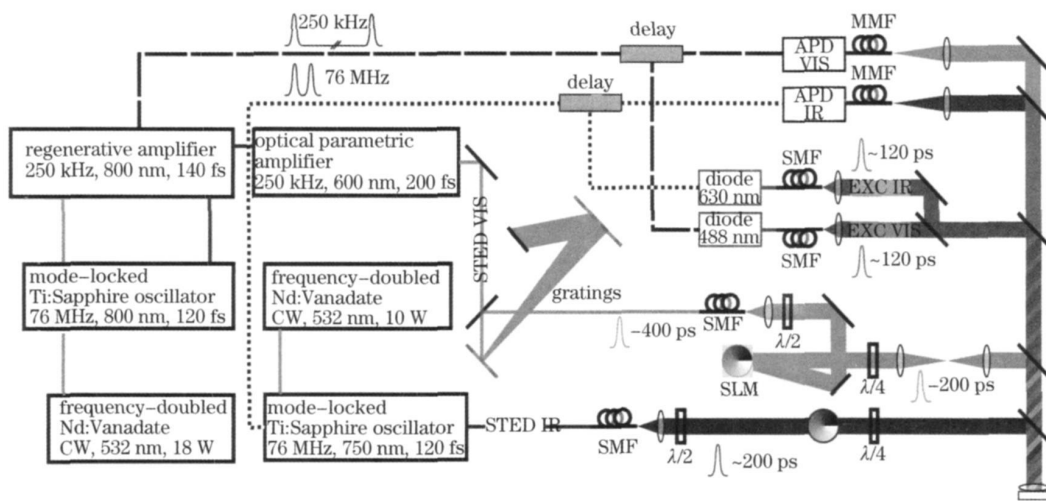 250 kHz
76 MHz
delay
delay
APD
VIS
MMF
APD
IR
MMF
regenerative amplifier
250 kHz, 800 nm, 140 fs
optical parametric
amplifier
250 kHz, 600 nm, 200 fs
STED VIS
diode
630 nm
SMF
EXC IR
~120 ps
diode
488 nm
SMF
EXC VIS
~120 ps
mode-locked
Ti:Sapphire oscillator
76 MHz, 800 nm, 120 fs
frequency-doubled
Nd:Vanadate
CW, 532 nm, 10 W
gratings
~400 ps
SMF
λ/2
SLM
λ/4
~200 ps
frequency-doubled
Nd:Vanadate
CW, 532 nm, 18 W
mode-locked
Ti:Sapphire oscillator
76 MHz, 750 nm, 120 fs
STED IR
SMF
λ/2
~200 ps
λ/4